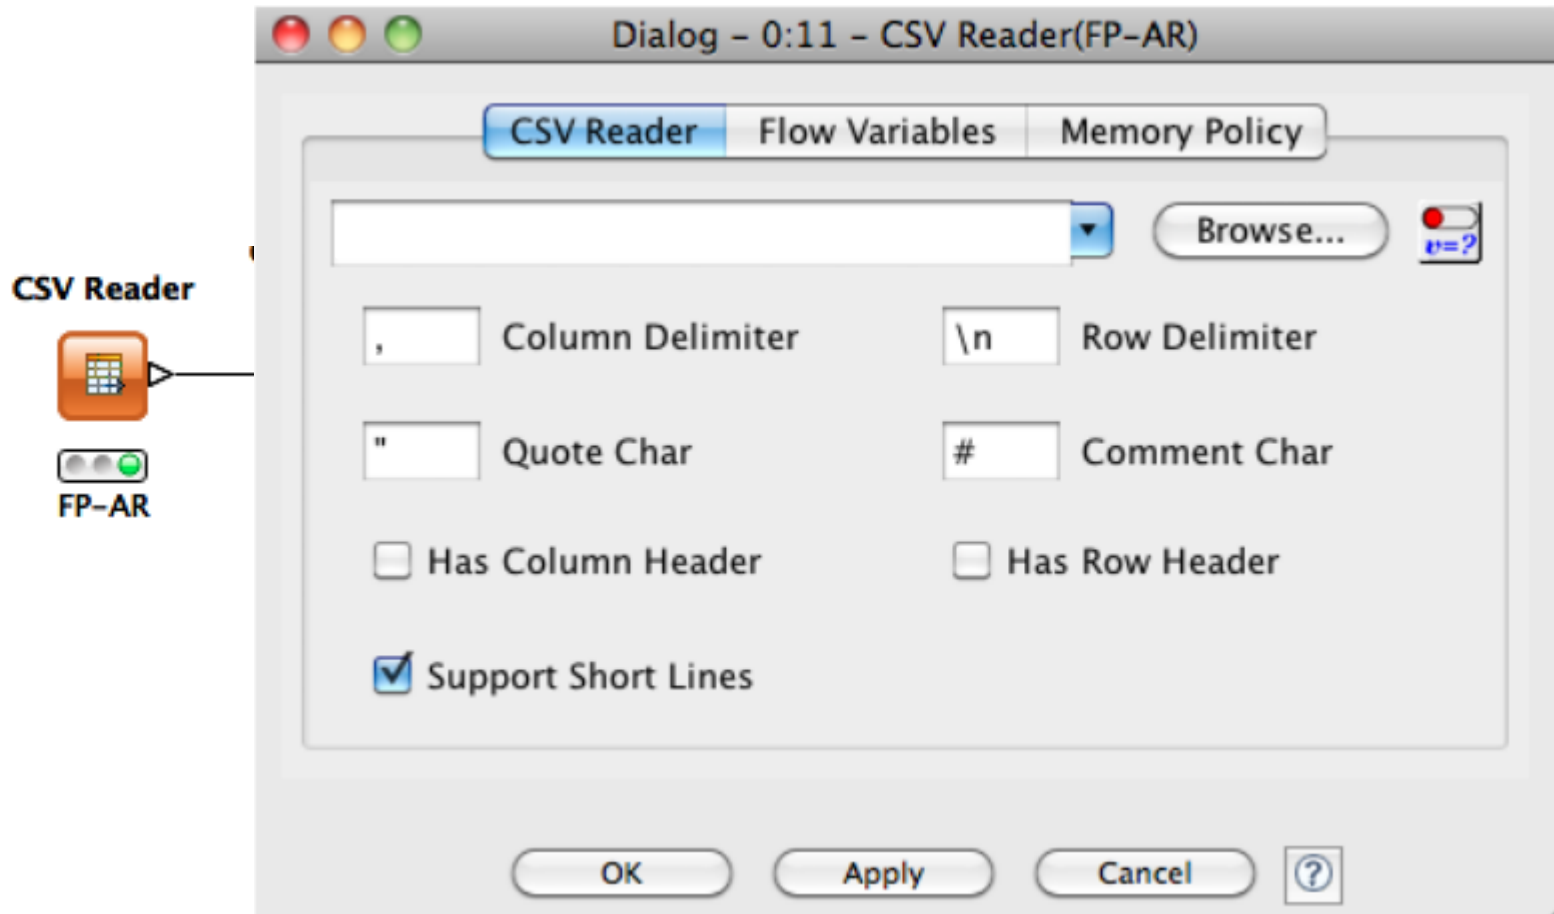 Dialog – 0:11 – CSV Reader(FP-AR)
CSV Reader Flow Variables Memory Policy
Browse...
v=?
CSV Reader
, Column Delimiter
\n Row Delimiter
" Quote Char
# Comment Char
FP-AR
Has Column Header
Has Row Header
Support Short Lines
OK Apply Cancel ?